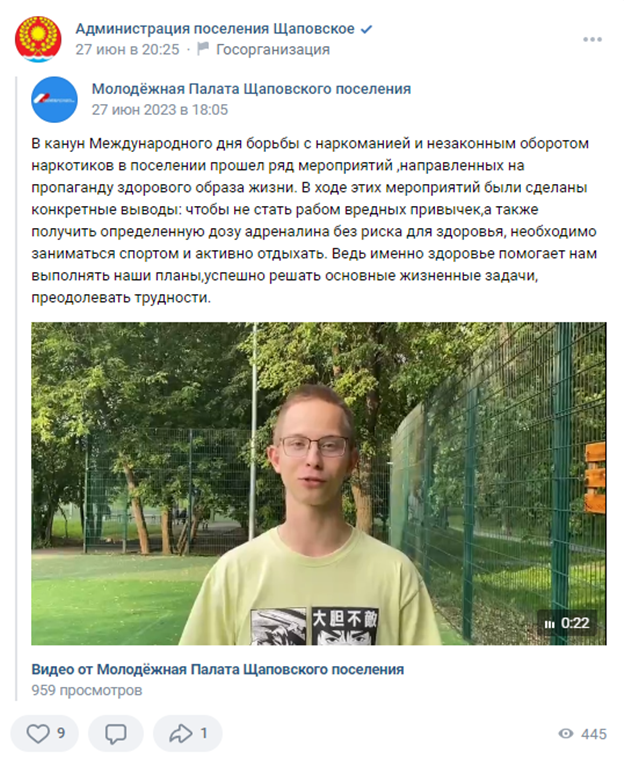 Администрация поселения Щаповское
27 июн в 20:25 · Госорганизация
Молодёжная Палата Щаповского поселения
27 июн 2023 в 18:05
В канун Международного дня борьбы с наркоманией и незаконным оборотом
наркотиков в поселении прошел ряд мероприятий ,направленных на
пропаганду здорового образа жизни. В ходе этих мероприятий были сделаны
конкретные выводы: чтобы не стать рабом вредных привычек,а также
получить определенную дозу адреналина без риска для здоровья, необходимо
заниматься спортом и активно отдыхать. Ведь именно здоровье помогает нам
выполнять наши планы,успешно решать основные жизненные задачи,
преодолевать трудности.
大胆不敵
0:22
Видео от Молодёжная Палата Щаповского поселения
959 просмотров
9
1
445